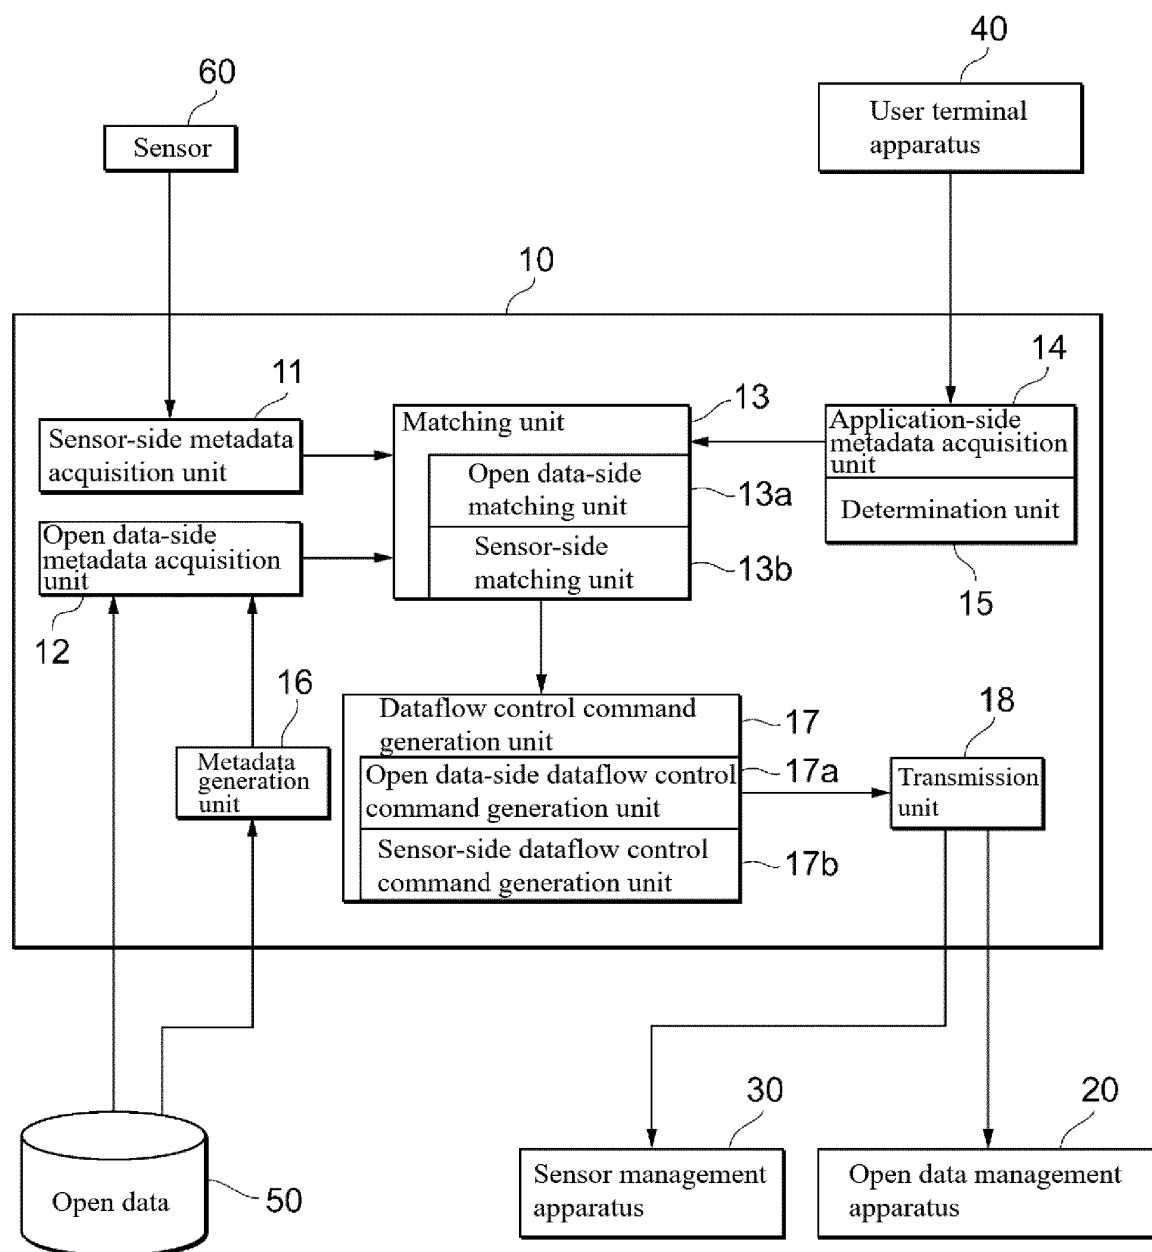 60
40
Sensor
User terminal
apparatus
10
11
13
14
Sensor-side metadata
acquisition unit
Matching unit
Application-side
metadata acquisition
unit
Open data-side
matching unit
13a
Determination unit
Open data-side
metadata acquisition
unit
Sensor-side
matching unit
13b
15
12
16
Metadata
generation
unit
Dataflow control command
generation unit
17
18
Open data-side dataflow control
command generation unit
17a
Transmission
unit
Sensor-side dataflow control
command generation unit
17b
30
20
Open data
50
Sensor management
apparatus
Open data management
apparatus